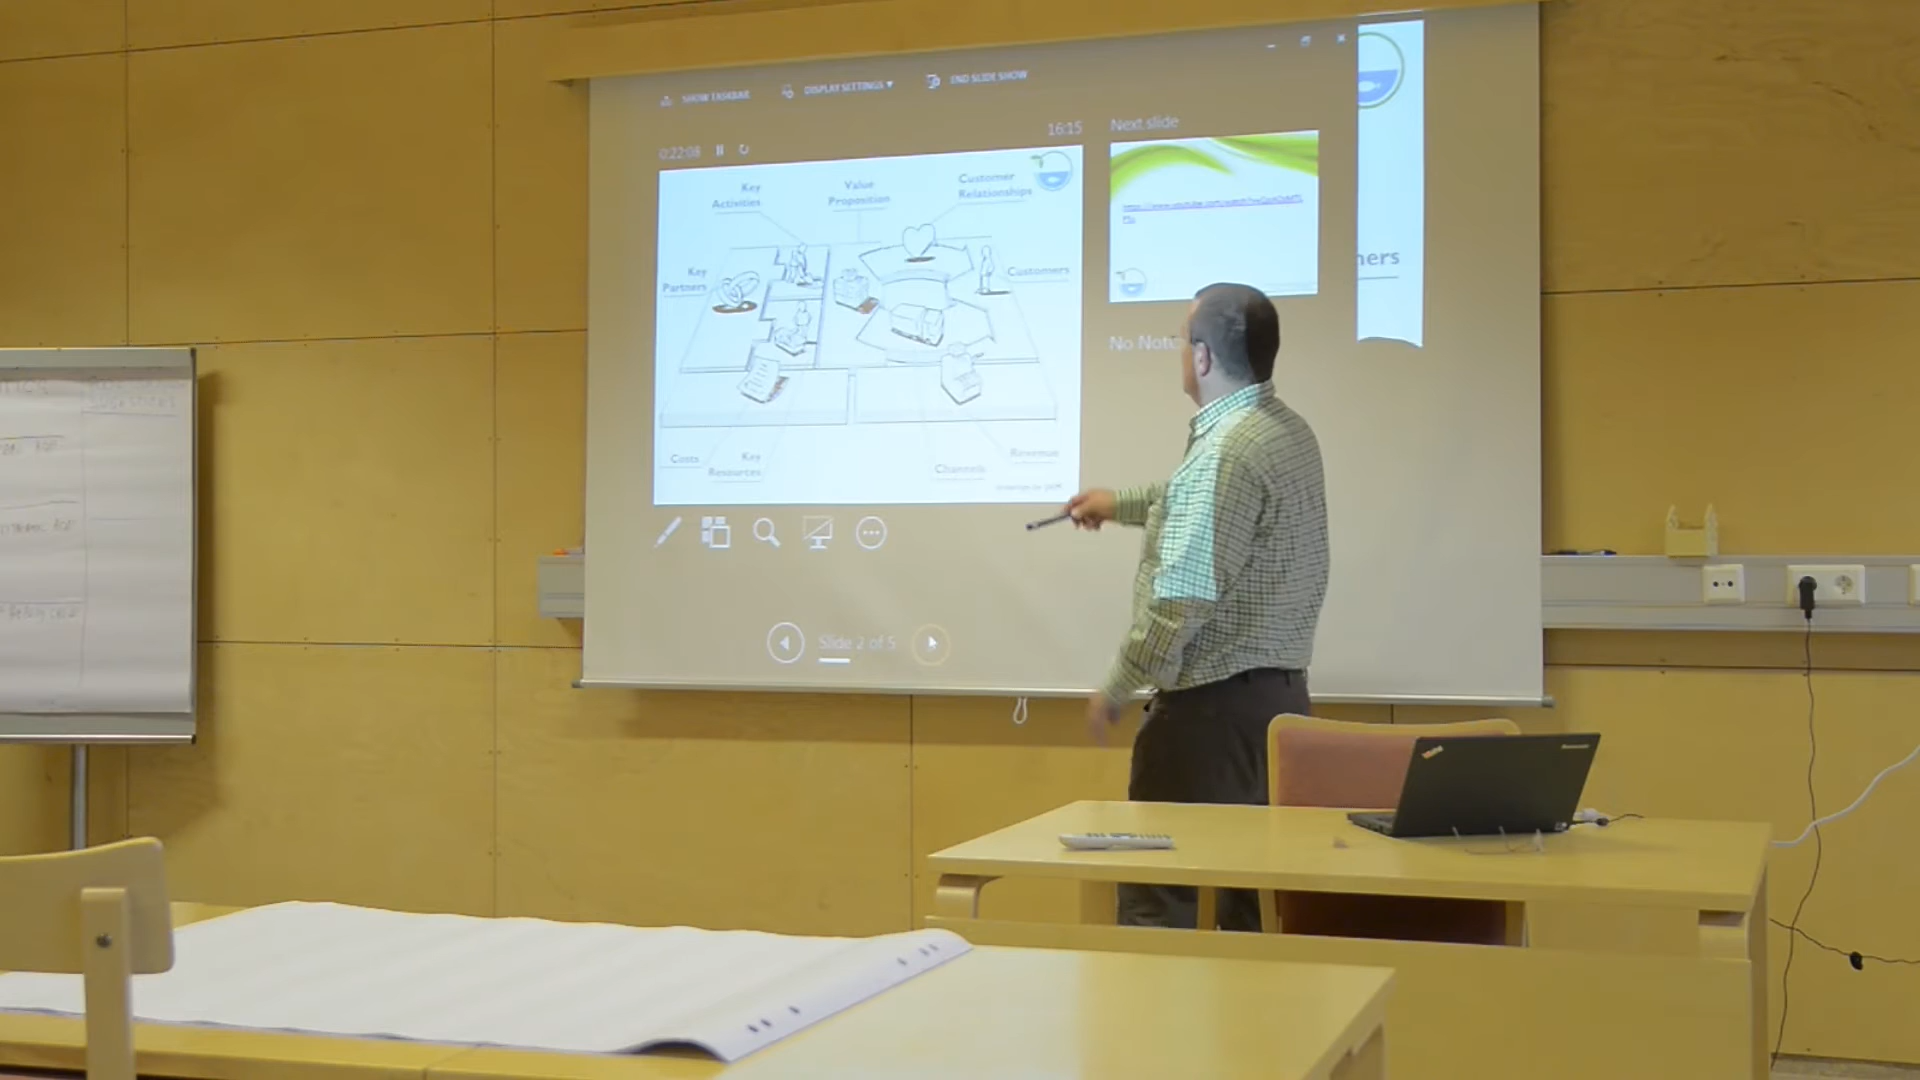 SHOW TASKBAR
DISPLAY SETTINGS
END SLIDE SHOW
0:22:08
16:15
Next slide
Key
Activities
Value
Proposition
Customer
Relationships
Key
Partners
Customers
Costs
Key
Resources
Channels
Revenue
No Note
ners
Slide 2 of 5